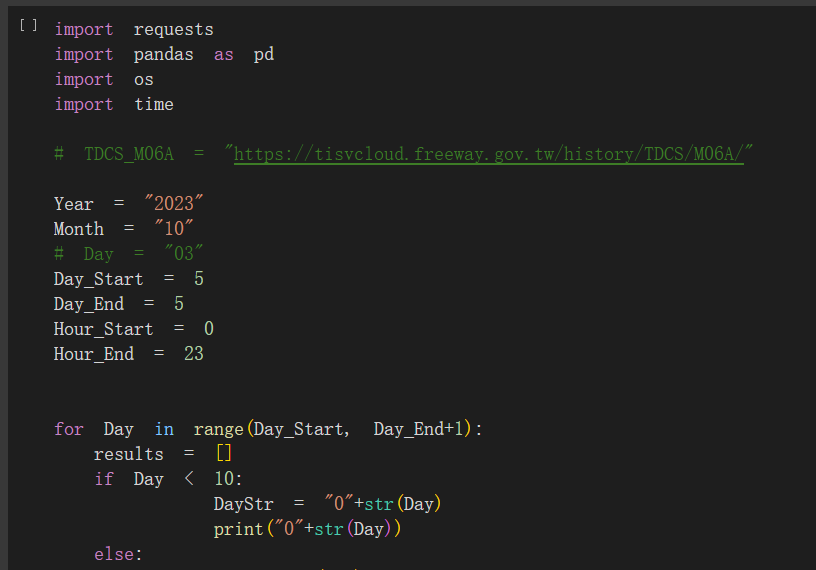 [ ] import requests
import pandas as pd
import os
import time
# TDCS_M06A = "https://tisvcloud.freeway.gov.tw/history/TDCS/M06A/"
Year = "2023"
Month = "10"
# Day = "03"
Day_Start = 5
Day_End = 5
Hour_Start = 0
Hour_End = 23
for Day in range(Day_Start, Day_End+1):
    results = []
    if Day < 10:
                DayStr = "0"+str(Day)
                print("0"+str(Day))
    else: